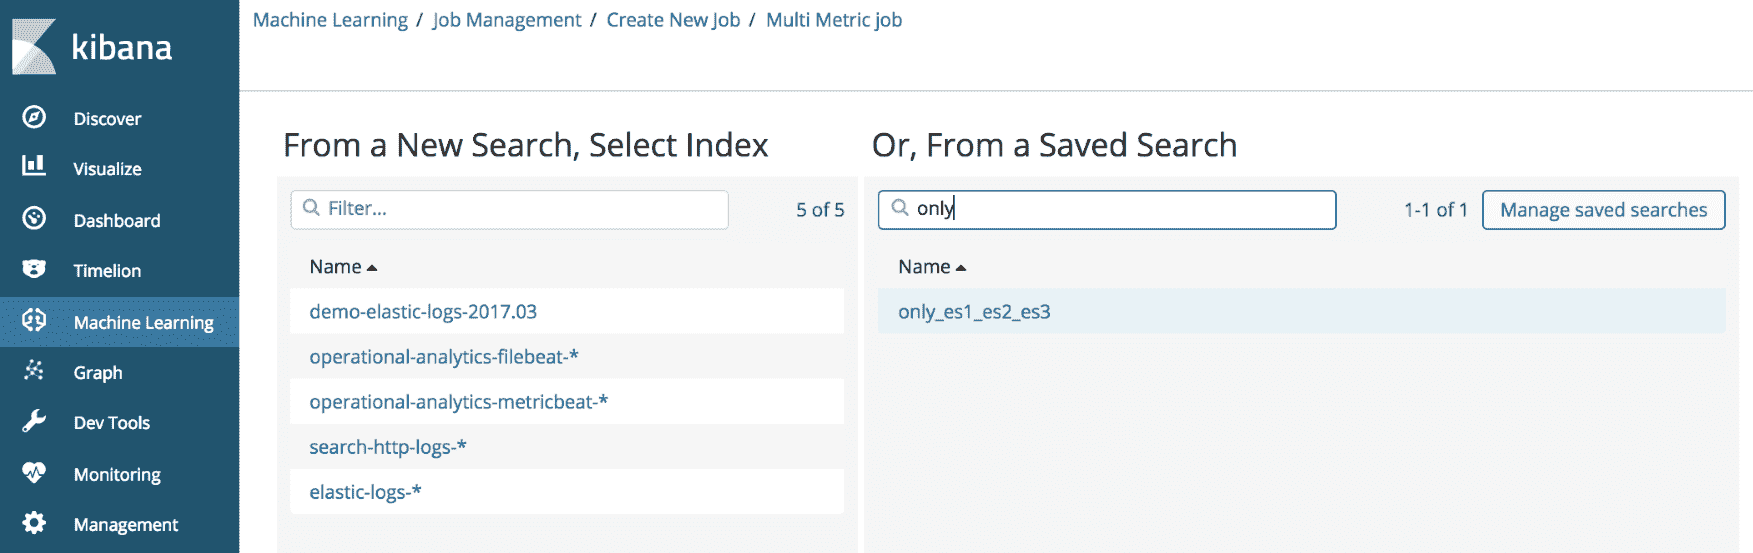 kibana
Discover
Visualize
Dashboard
Timelion
Machine Learning
Graph
Dev Tools
Monitoring
Management
Machine Learning / Job Management / Create New Job / Multi Metric job
From a New Search, Select Index
Filter...
5 of 5
Name
demo-elastic-logs-2017.03
operational-analytics-filebeat-*
operational-analytics-metricbeat-*
search-http-logs-*
elastic-logs-*
Or, From a Saved Search
only
1-1 of 1
Manage saved searches
Name
only_es1_es2_es3